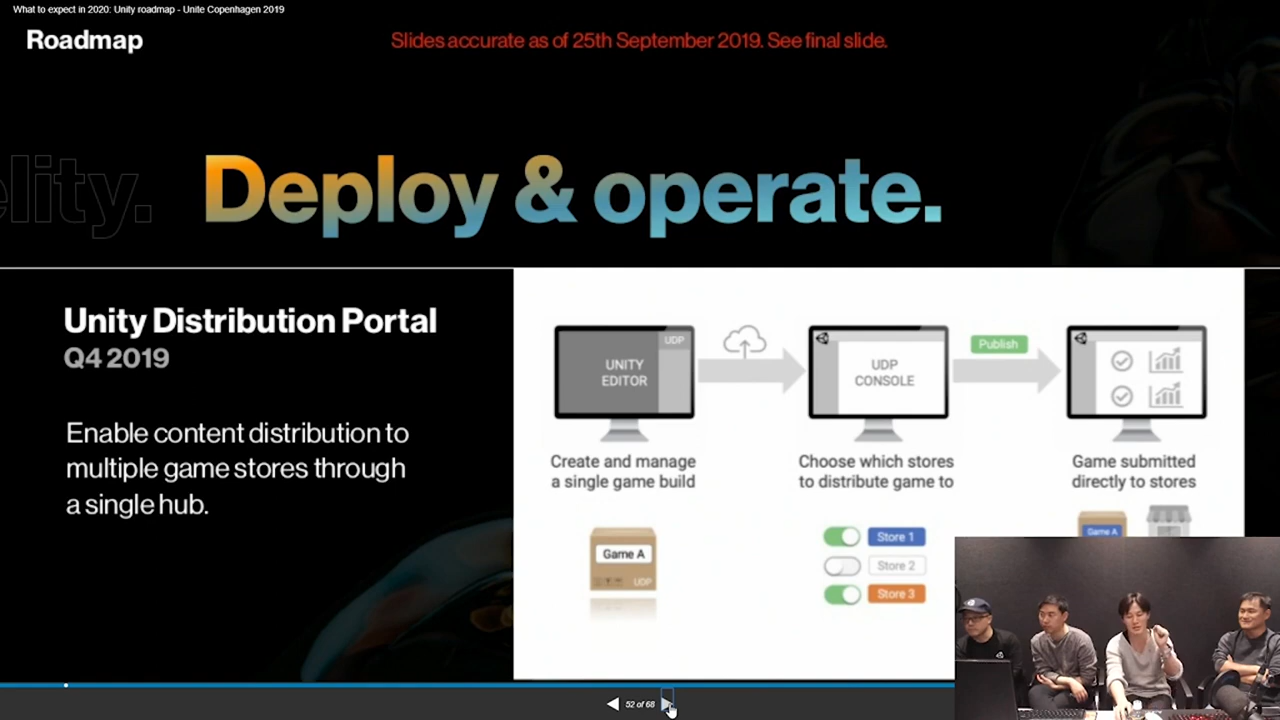 What to expect in 2020: Unity roadmap - Unite Copenhagen 2019
Roadmap
Slides accurate as of 25th September 2019. See final slide.
elity.
Deploy & operate.
Unity Distribution Portal
Q4 2019
Enable content distribution to
multiple game stores through
a single hub.
UDP
UNITY
EDITOR
UDP
CONSOLE
Publish
Create and manage
a single game build
Choose which stores
to distribute game to
Game submitted
directly to stores
Game A
UDP
Store 1
Store 2
Store 3
Game A
52 of 68